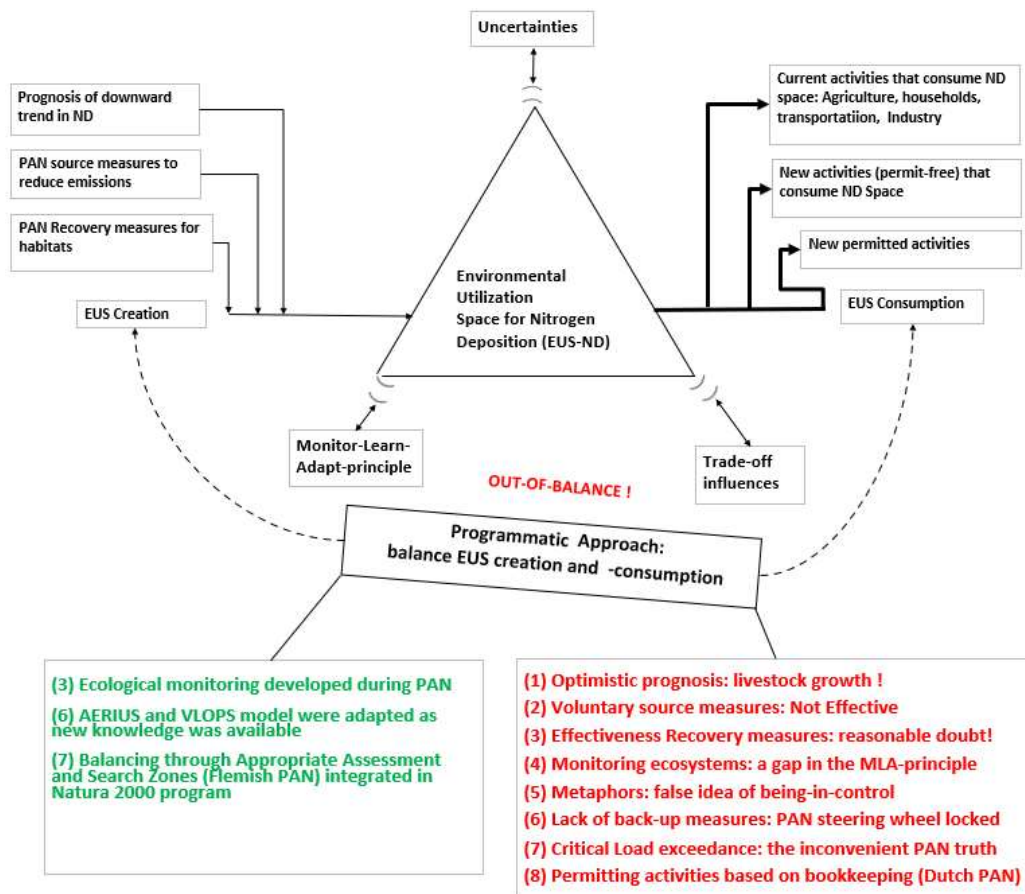 Uncertainties
Prognosis of downward
trend in ND
PAN source measures to
reduce emissions
PAN Recovery measures for
habitats
EUS Creation
Environmental
Utilization
Space for Nitrogen
Deposition (EUS-ND)
Current activities that consume ND
space: Agriculture, households,
transportatiion, Industry
New activities (permit-free) that
consume ND Space
New permitted activities
EUS Consumption
Monitor-Learn-
Adapt-principle
Trade-off
influences
OUT-OF-BALANCE !
Programmatic Approach:
balance EUS creation and -consumption
(3) Ecological monitoring developed during PAN
(6) AERIUS and VLOPS model were adapted as
new knowledge was available
(7) Balancing through Appropriate Assessment
and Search Zones (Flemish PAN) integrated in
Natura 2000 program
(1) Optimistic prognosis: livestock growth !
(2) Voluntary source measures: Not Effective
(3) Effectiveness Recovery measures: reasonable doubt!
(4) Monitoring ecosystems: a gap in the MLA-principle
(5) Metaphors: false idea of being-in-control
(6) Lack of back-up measures: PAN steering wheel locked
(7) Critical Load exceedance: the inconvenient PAN truth
(8) Permitting activities based on bookkeeping (Dutch PAN)